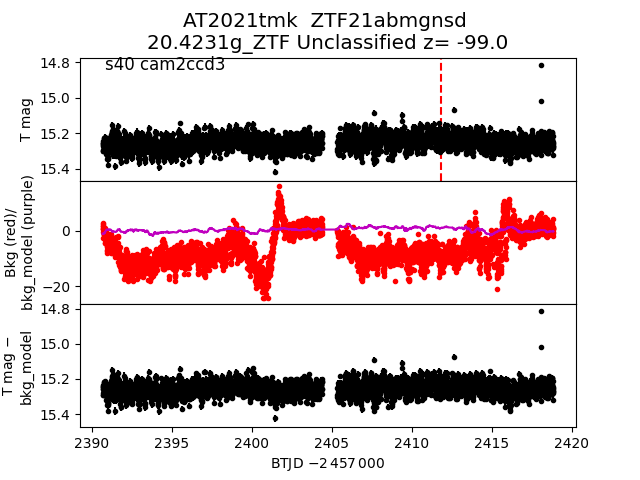 AT2021tmk  ZTF21abmgnsd
20.4231g_ZTF Unclassified z= -99.0
s40 cam2ccd3
14.8
15.0
15.2
15.4
T mag
0
−20
Bkg (red)/
bkg_model (purple)
14.8
15.0
15.2
15.4
T mag −
bkg_model
2390 2395 2400 2405 2410 2415 2420
BTJD −2 457 000